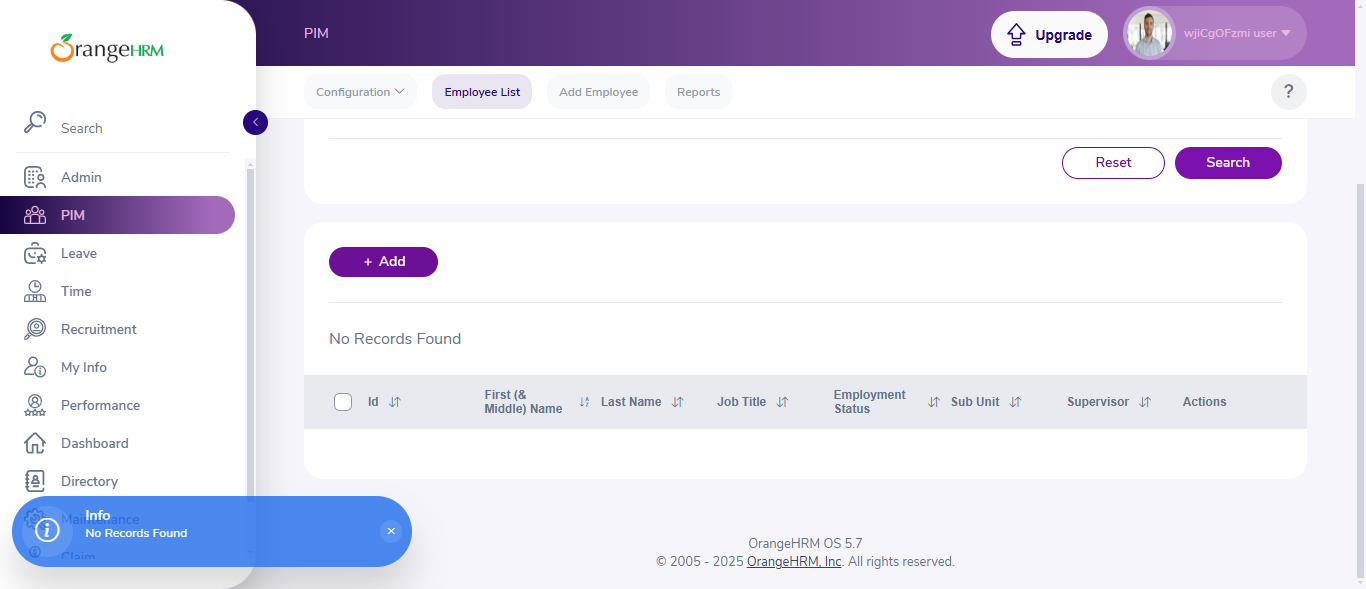 OrangeHRM
PIM
Upgrade
wjiCgOFzmi user
Configuration
Employee List
Add Employee
Reports
?
Search
Admin
PIM
Leave
Time
Recruitment
My Info
Performance
Dashboard
Directory
Maintenance
Claim
Reset
Search
+ Add
No Records Found
Id
First (&
Middle) Name
Last Name
Job Title
Employment
Status
Sub Unit
Supervisor
Actions
Info
No Records Found
OrangeHRM OS 5.7
© 2005 - 2025 OrangeHRM, Inc. All rights reserved.